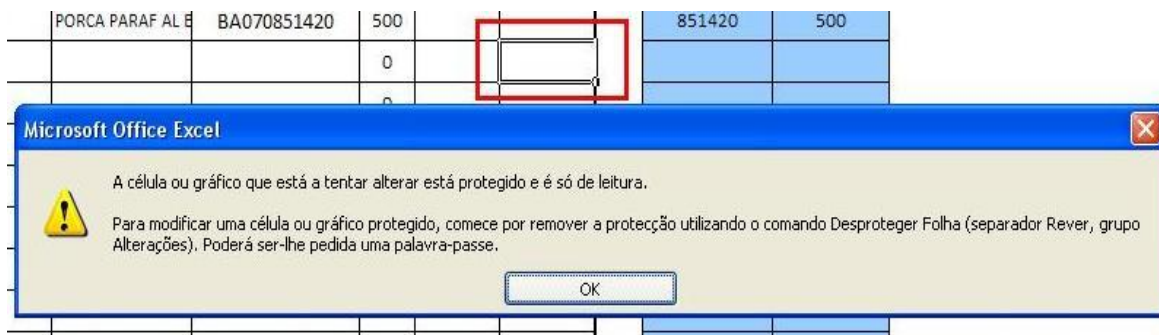 PORCA PARAF AL E BA070851420 500 851420 500
0
0
Microsoft Office Excel
A célula ou gráfico que está a tentar alterar está protegido e é só de leitura.
Para modificar uma célula ou gráfico protegido, comece por remover a protecção utilizando o comando Desproteger Folha (separador Rever, grupo
Alterações). Poderá ser-lhe pedida uma palavra-passe.
OK